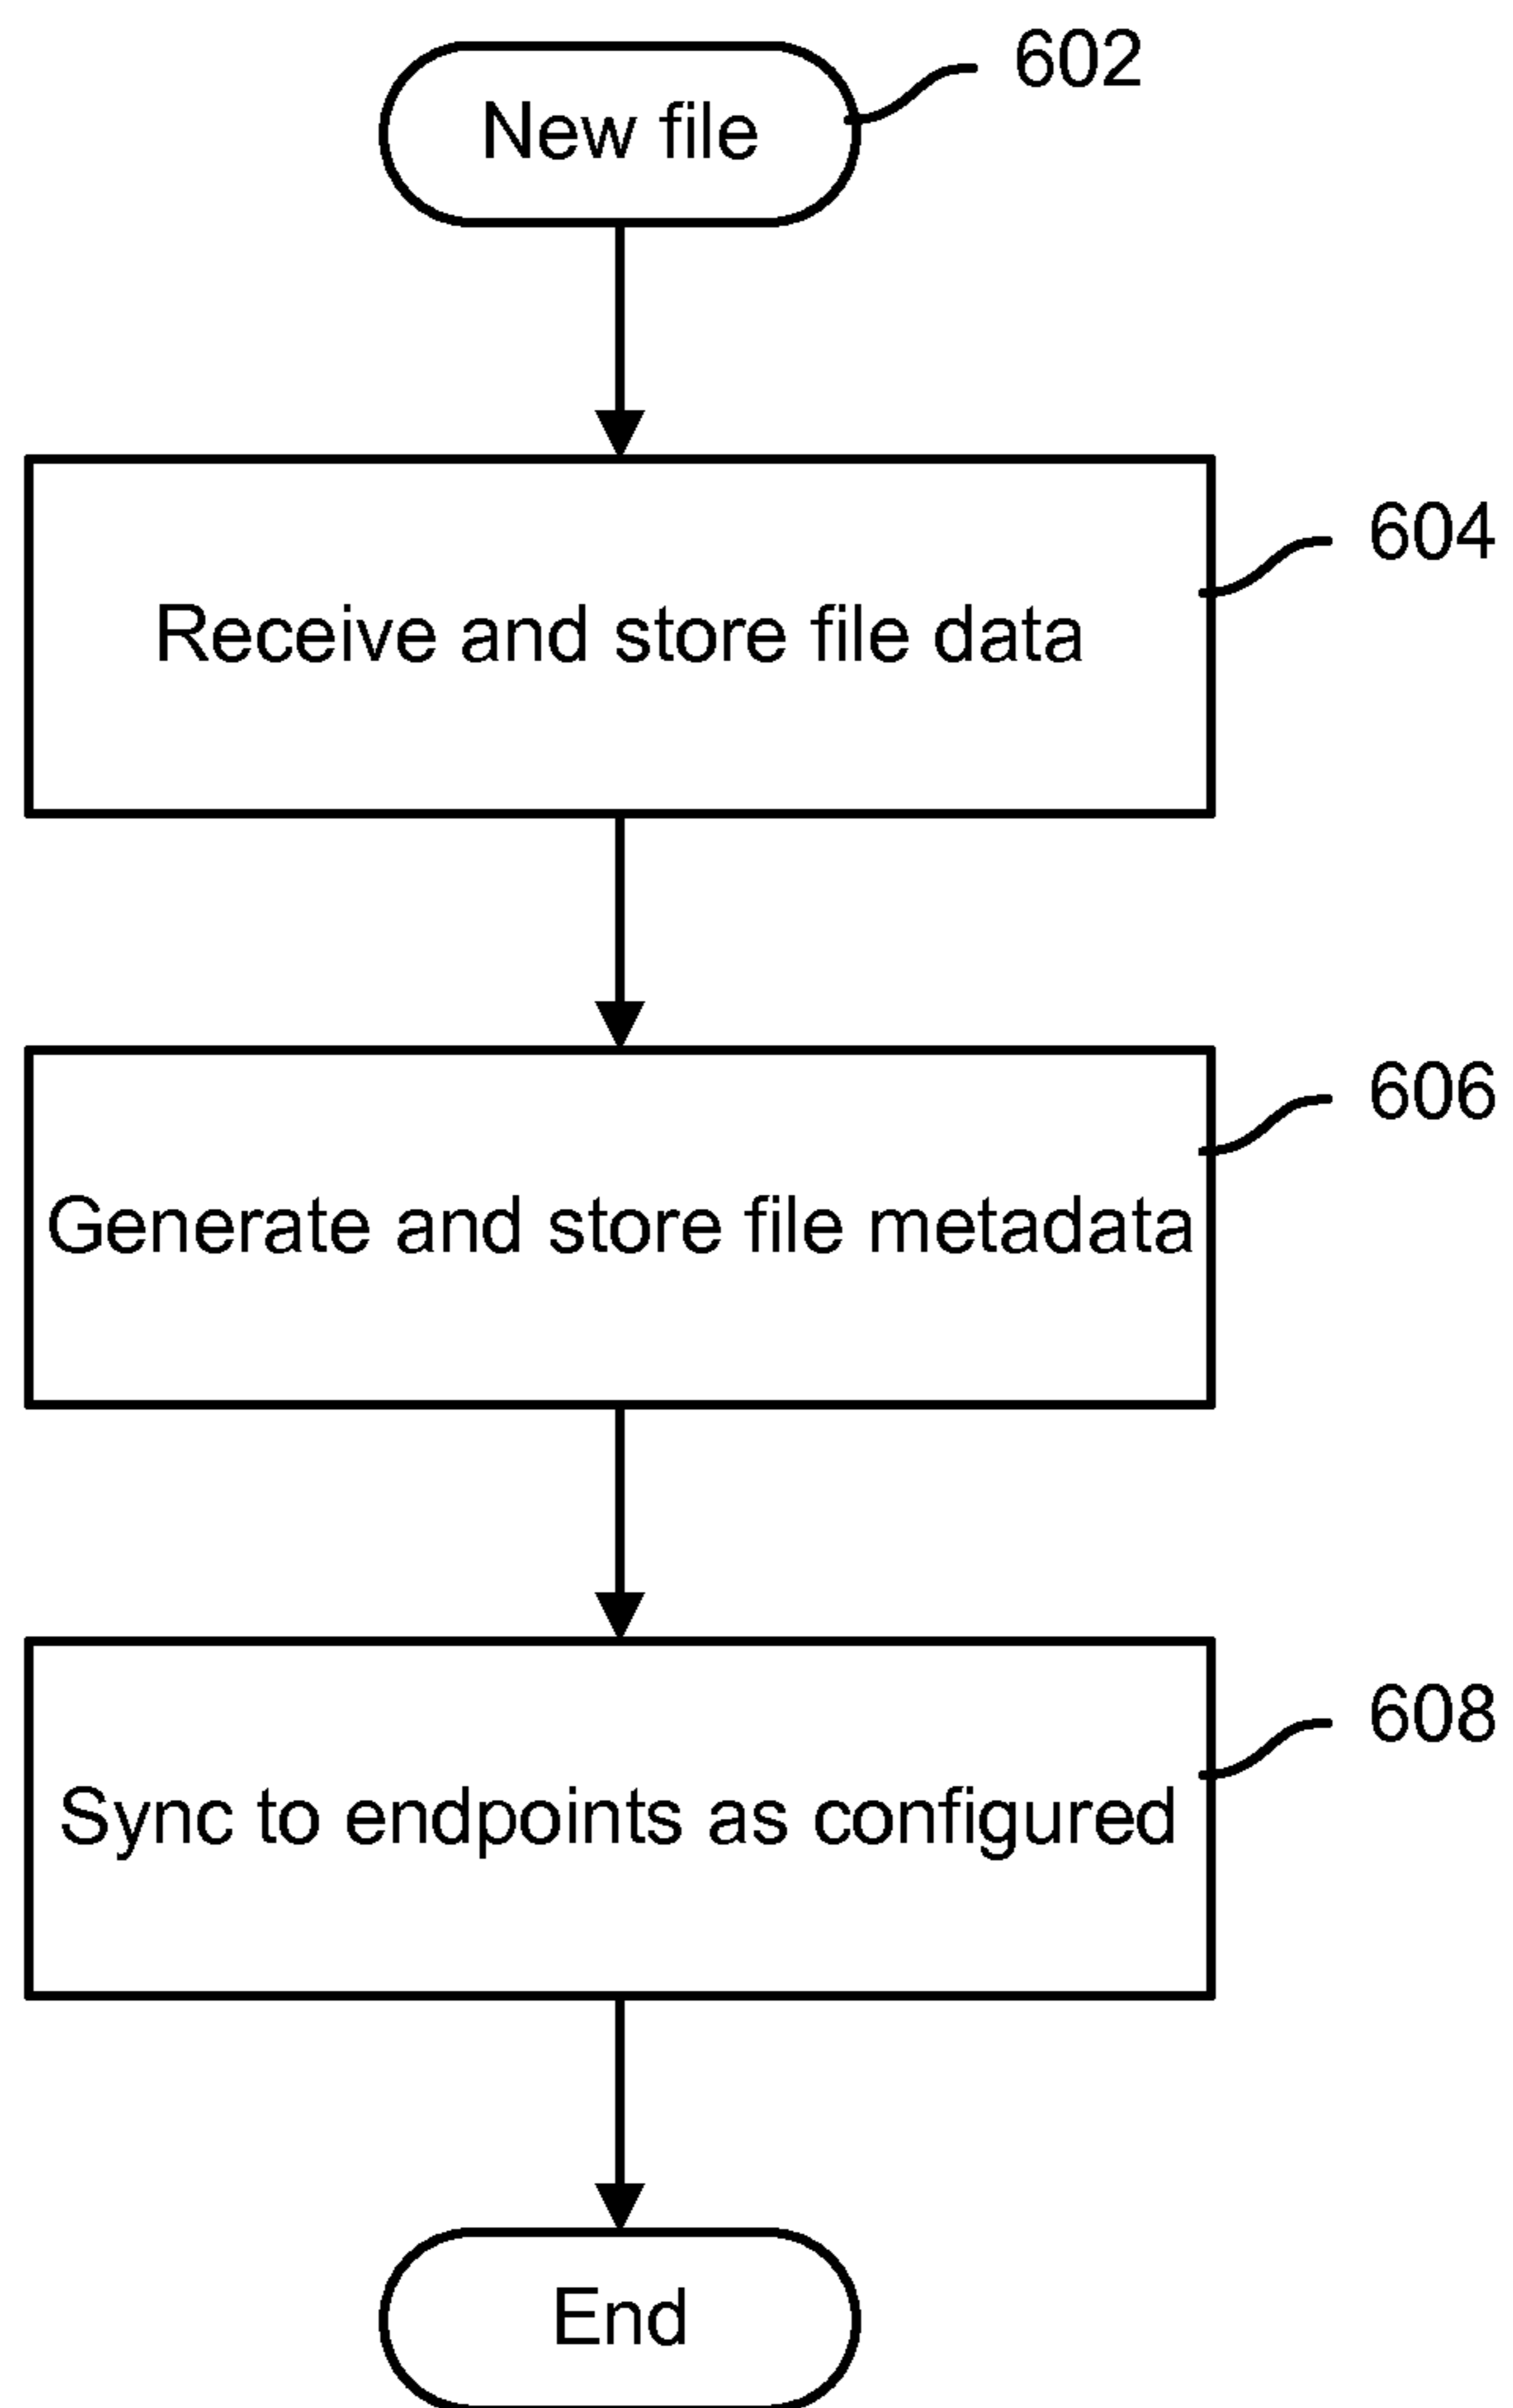 602
New file
604
Receive and store file data
606
Generate and store file metadata
608
Sync to endpoints as configured
End